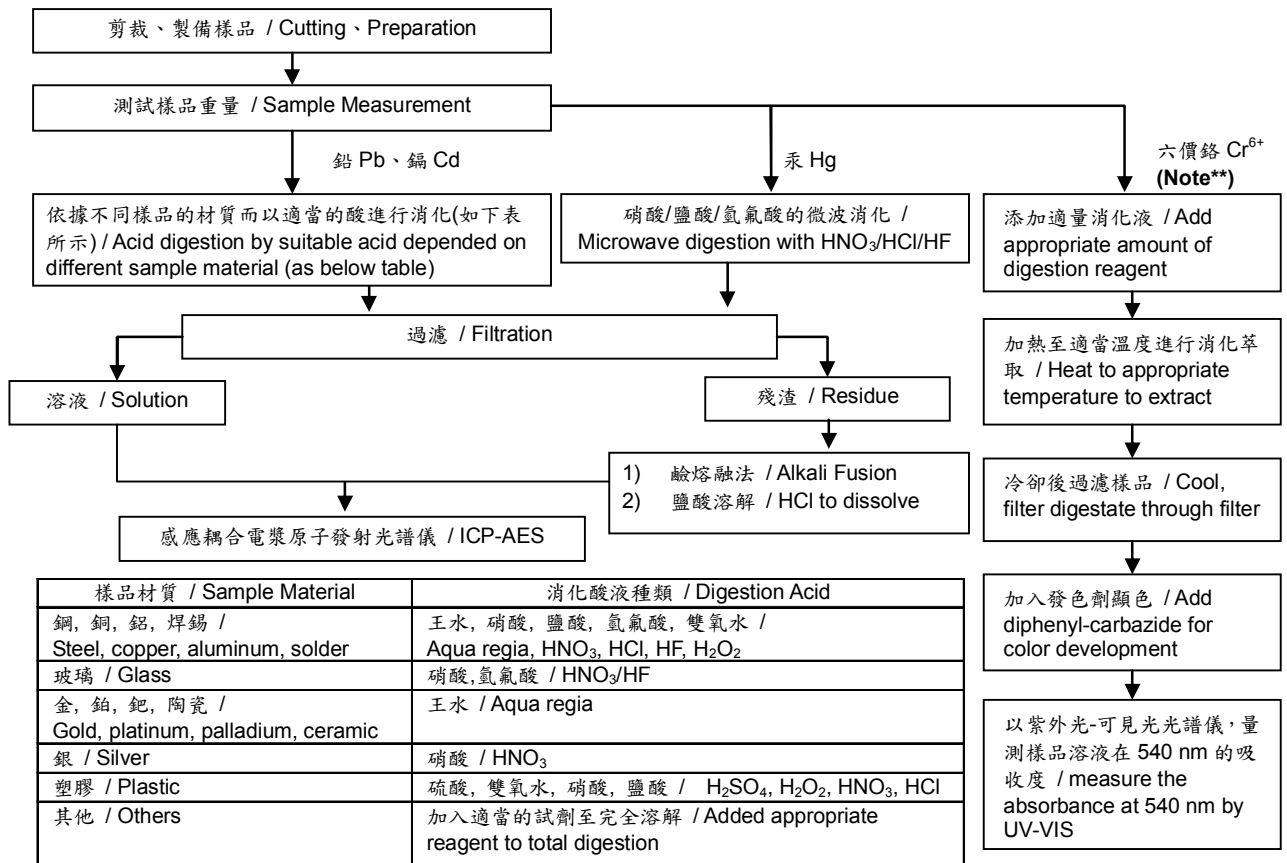 剪裁、製備樣品 / Cutting、Preparation
測試樣品重量 / Sample Measurement
鉛 Pb、鎘 Cd
汞 Hg
六價鉻 Cr⁶⁺
(Note**)
依據不同樣品的材質而以適當的酸進行消化(如下表
所示) / Acid digestion by suitable acid depended on
different sample material (as below table)
硝酸/鹽酸/氫氟酸的微波消化 /
Microwave digestion with HNO₃/HCl/HF
添加適量消化液 / Add
appropriate amount of
digestion reagent
過濾 / Filtration
加熱至適當溫度進行消化萃
取 / Heat to appropriate
temperature to extract
溶液 / Solution
殘渣 / Residue
1) 鹼熔融法 / Alkali Fusion
2) 鹽酸溶解 / HCl to dissolve
冷卻後過濾樣品 / Cool,
filter digestate through filter
感應耦合電漿原子發射光譜儀 / ICP-AES
樣品材質 / Sample Material
消化酸液種類 / Digestion Acid
鋼, 銅, 鋁, 焊錫 /
Steel, copper, aluminum, solder
王水, 硝酸, 鹽酸, 氫氟酸, 雙氧水 /
Aqua regia, HNO₃, HCl, HF, H₂O₂
玻璃 / Glass
硝酸,氫氟酸 / HNO₃/HF
金, 鉑, 鈀, 陶瓷 /
Gold, platinum, palladium, ceramic
王水 / Aqua regia
銀 / Silver
硝酸 / HNO₃
塑膠 / Plastic
硫酸, 雙氧水, 硝酸, 鹽酸 / H₂SO₄, H₂O₂, HNO₃, HCl
其他 / Others
加入適當的試劑至完全溶解 / Added appropriate
reagent to total digestion
加入發色劑顯色 / Add
diphenyl-carbazide for
color development
以紫外光-可見光光譜儀，量
測樣品溶液在 540 nm 的吸
收度 / measure the
absorbance at 540 nm by
UV-VIS